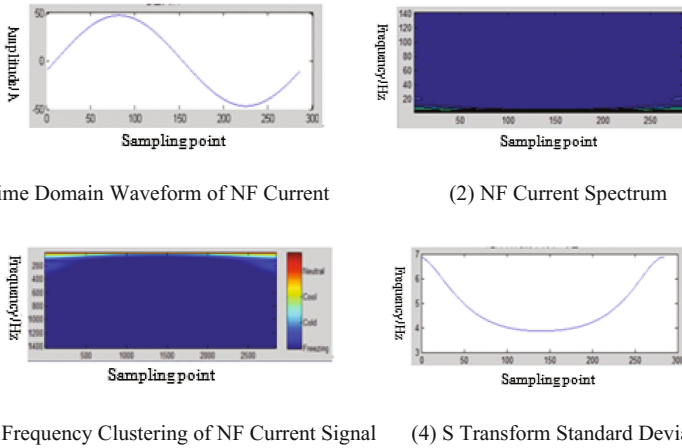 50
0
-50
Amplitude/A
0 50 100 150 200 250 300
Sampling point
140
120
100
80
60
40
20
Frequency/Hz
50 100 150 200 250
Sampling point
ime Domain Waveform of NF Current
(2) NF Current Spectrum
200
400
600
800
1000
1200
1400
Frequency/Hz
500 1000 1500 2000 2500
Sampling point
Neutral
Cool
Cold
Freezing
7
6
5
4
3
Frequency/Hz
0 50 100 150 200 250 300
Sampling point
Frequency Clustering of NF Current Signal
(4) S Transform Standard Devi